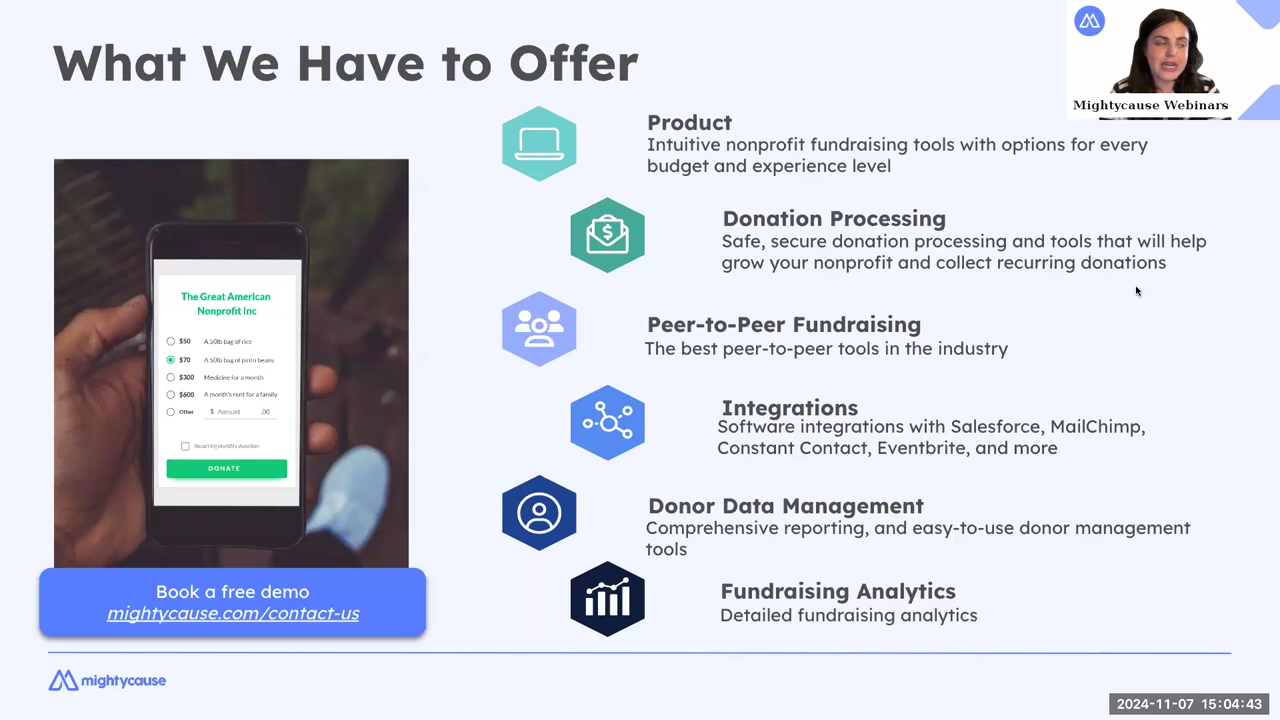 What We Have to Offer
Mightycause Webinars
Product
Intuitive nonprofit fundraising tools with options for every
budget and experience level
Donation Processing
Safe, secure donation processing and tools that will help
grow your nonprofit and collect recurring donations
Peer-to-Peer Fundraising
The best peer-to-peer tools in the industry
Integrations
Software integrations with Salesforce, MailChimp,
Constant Contact, Eventbrite, and more
Donor Data Management
Comprehensive reporting, and easy-to-use donor management
tools
Fundraising Analytics
Detailed fundraising analytics
The Great American
Nonprofit Inc
$50 A 50lb bag of rice
$70 A 50lb bag of pinto beans
$300 Medicine for a month
$600 A month's rent for a family
Other $ Amount .00
Recurring monthly donation
DONATE
Book a free demo
mightycause.com/contact-us
mightycause
2024-11-07 15:04:43